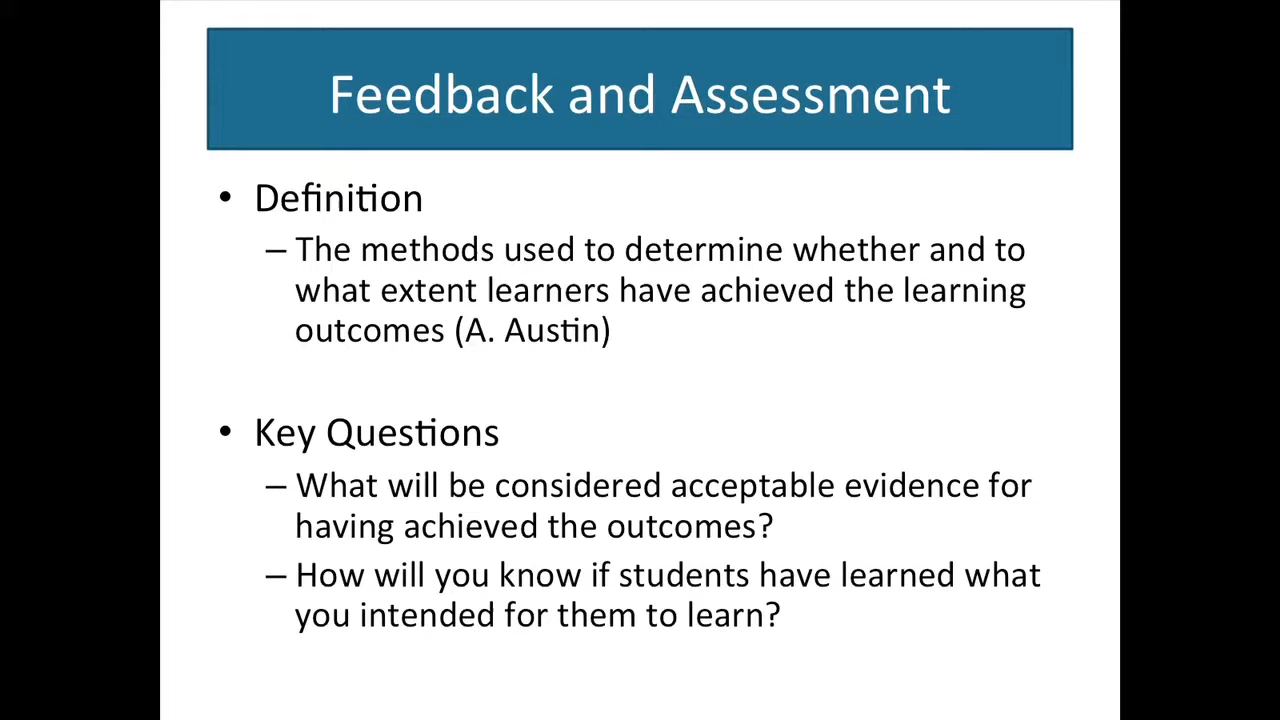 Feedback and Assessment
• Definition
– The methods used to determine whether and to
what extent learners have achieved the learning
outcomes (A. Austin)
• Key Questions
– What will be considered acceptable evidence for
having achieved the outcomes?
– How will you know if students have learned what
you intended for them to learn?